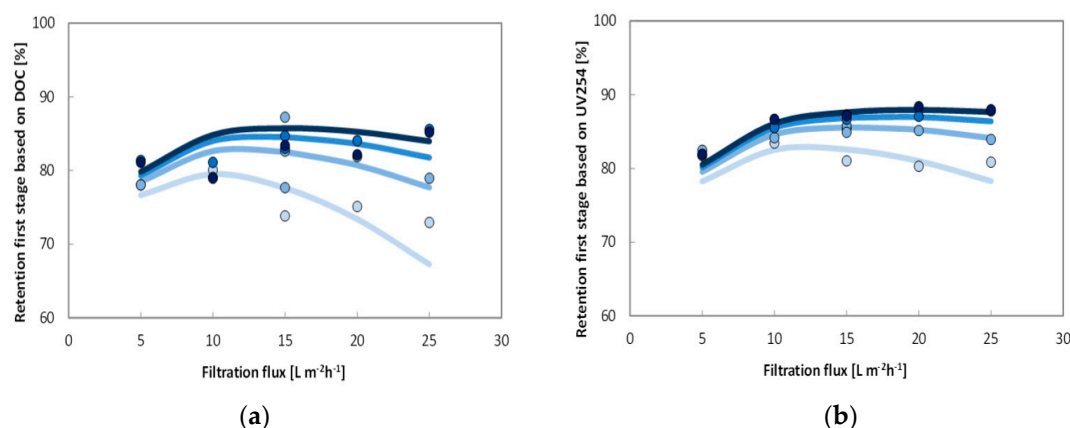 Retention first stage based on DOC [%]
100
90
80
70
60
0 5 10 15 20 25 30
Filtration flux [L m⁻²h⁻¹]
(a)
Retention first stage based on UV254 [%]
100
90
80
70
60
0 5 10 15 20 25 30
Filtration flux [L m⁻²h⁻¹]
(b)